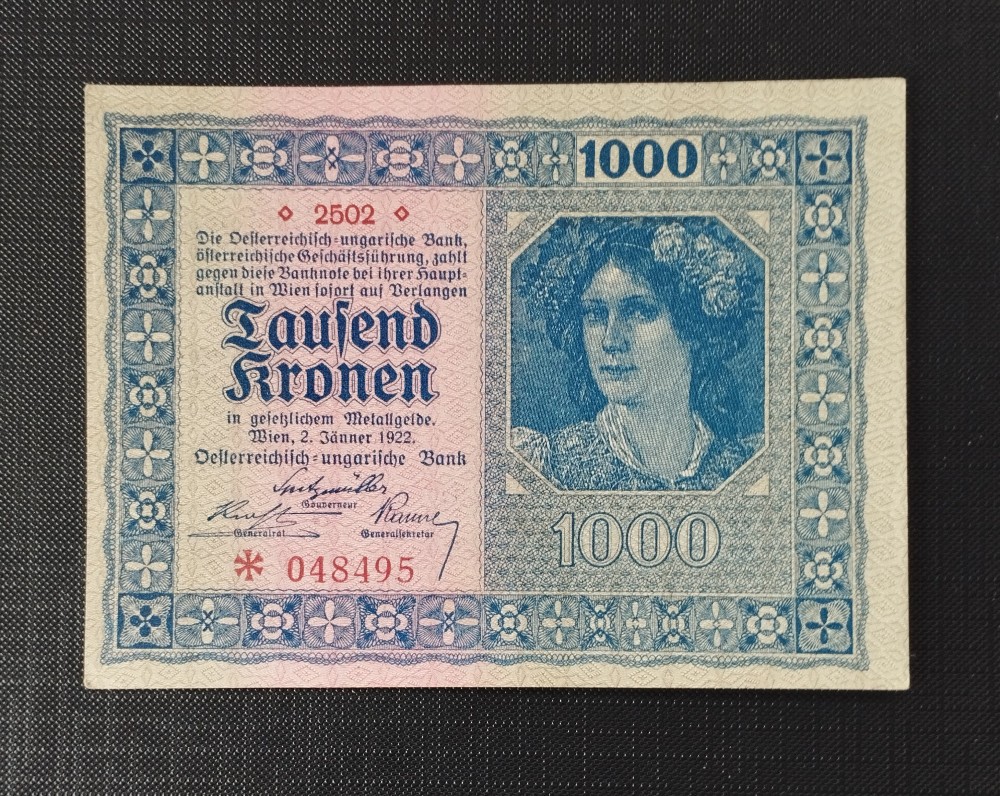 1000
◇ 2502 ◇
Die Oesterreichisch-ungarische Bank,
österreichische Geschäftsführung, zahlt
gegen diese Banknote bei ihrer Haupt-
anstalt in Wien sofort auf Verlangen
Tausend
Kronen
in gesetzlichem Metallgelde.
Wien, 2. Jänner 1922.
Oesterreichisch-ungarische Bank
Spitzmüller
Gouverneur
Generalrat
Generalsekretär
* 048495
1000